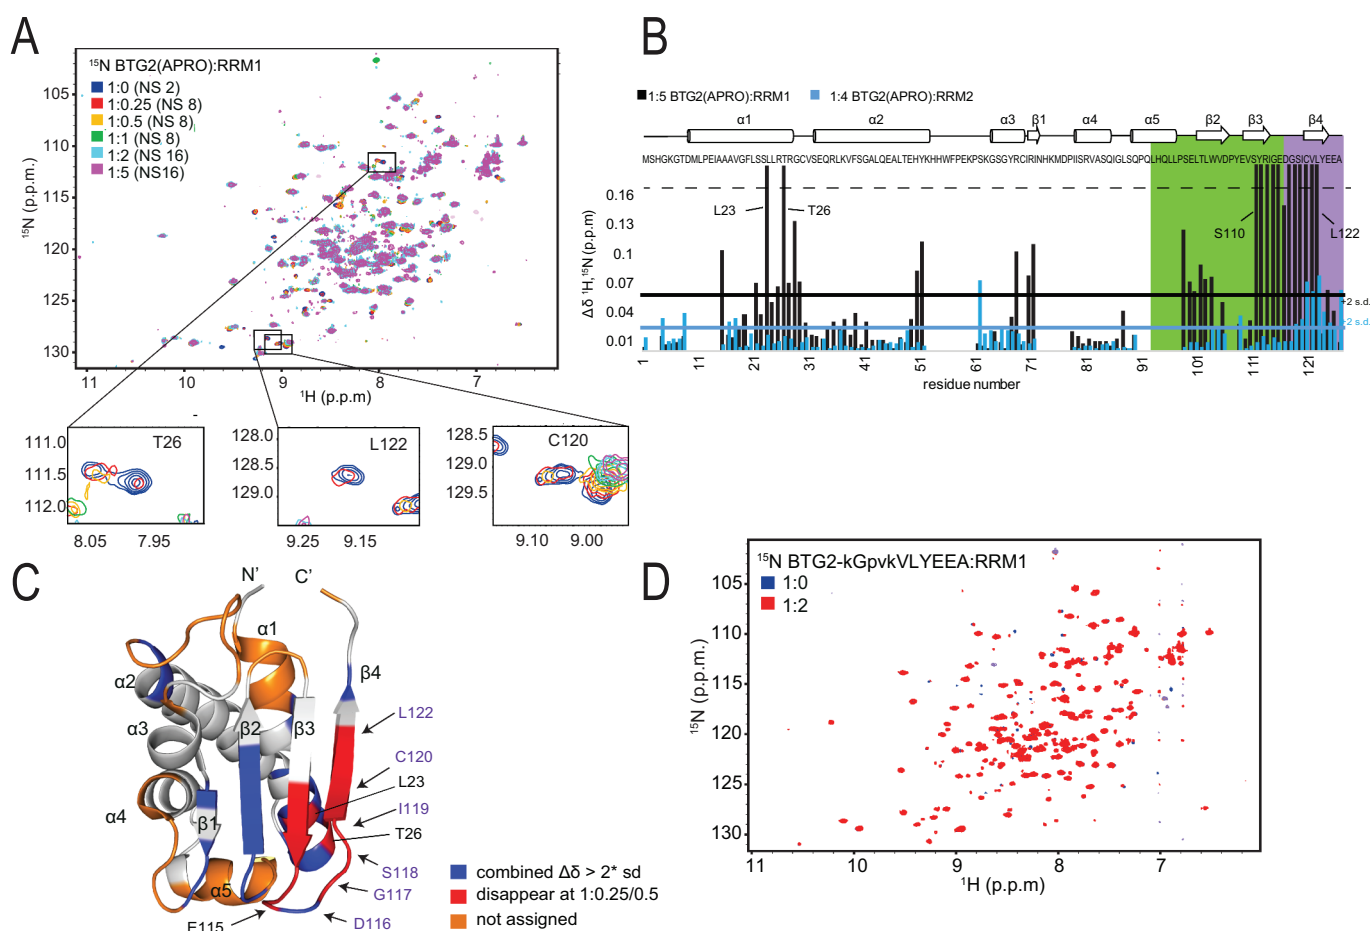 A
¹⁵N BTG2(APRO):RRM1
1:0 (NS 2)
1:0.25 (NS 8)
1:0.5 (NS 8)
1:1 (NS 8)
1:2 (NS 16)
1:5 (NS16)
105
110
115
120
125
130
¹⁵N (p.p.m.)
11
10
9
8
7
¹H (p.p.m)
T26
111.0
111.5
112.0
8.05
7.95
L122
128.0
128.5
129.0
9.25
9.15
C120
128.5
129.0
129.5
9.10
9.00
B
1:5 BTG2(APRO):RRM1
1:4 BTG2(APRO):RRM2
α1
α2
α3
β1
α4
α5
β2
β3
β4
MSHGKGTDMLPEIAAAVGFLSSLLRTRGCVSEQRLKVFSGALQEALTEHYKHHWFPEKPSKGSGYRCIRINHKMDPIISRVASQIGLSQPQLHQLLPSELTLWVDPYEVSYRIGEDGSICVLYEEA
0.16
0.13
0.1
0.07
0.04
0.01
Δδ ¹H,¹⁵N (p.p.m)
L23
T26
S110
L122
+2 s.d.
+2 s.d.
1
11
21
31
41
51
61
71
81
91
101
111
121
residue number
C
N'
C'
α1
α2
α3
α4
α5
β1
β2
β3
β4
L122
C120
L23
I119
T26
S118
G117
D116
E115
combined Δδ > 2* sd
disappear at 1:0.25/0.5
not assigned
D
¹⁵N BTG2-kGpvkVLYEEA:RRM1
1:0
1:2
105
110
115
120
125
130
¹⁵N (p.p.m.)
11
10
9
8
7
¹H (p.p.m)